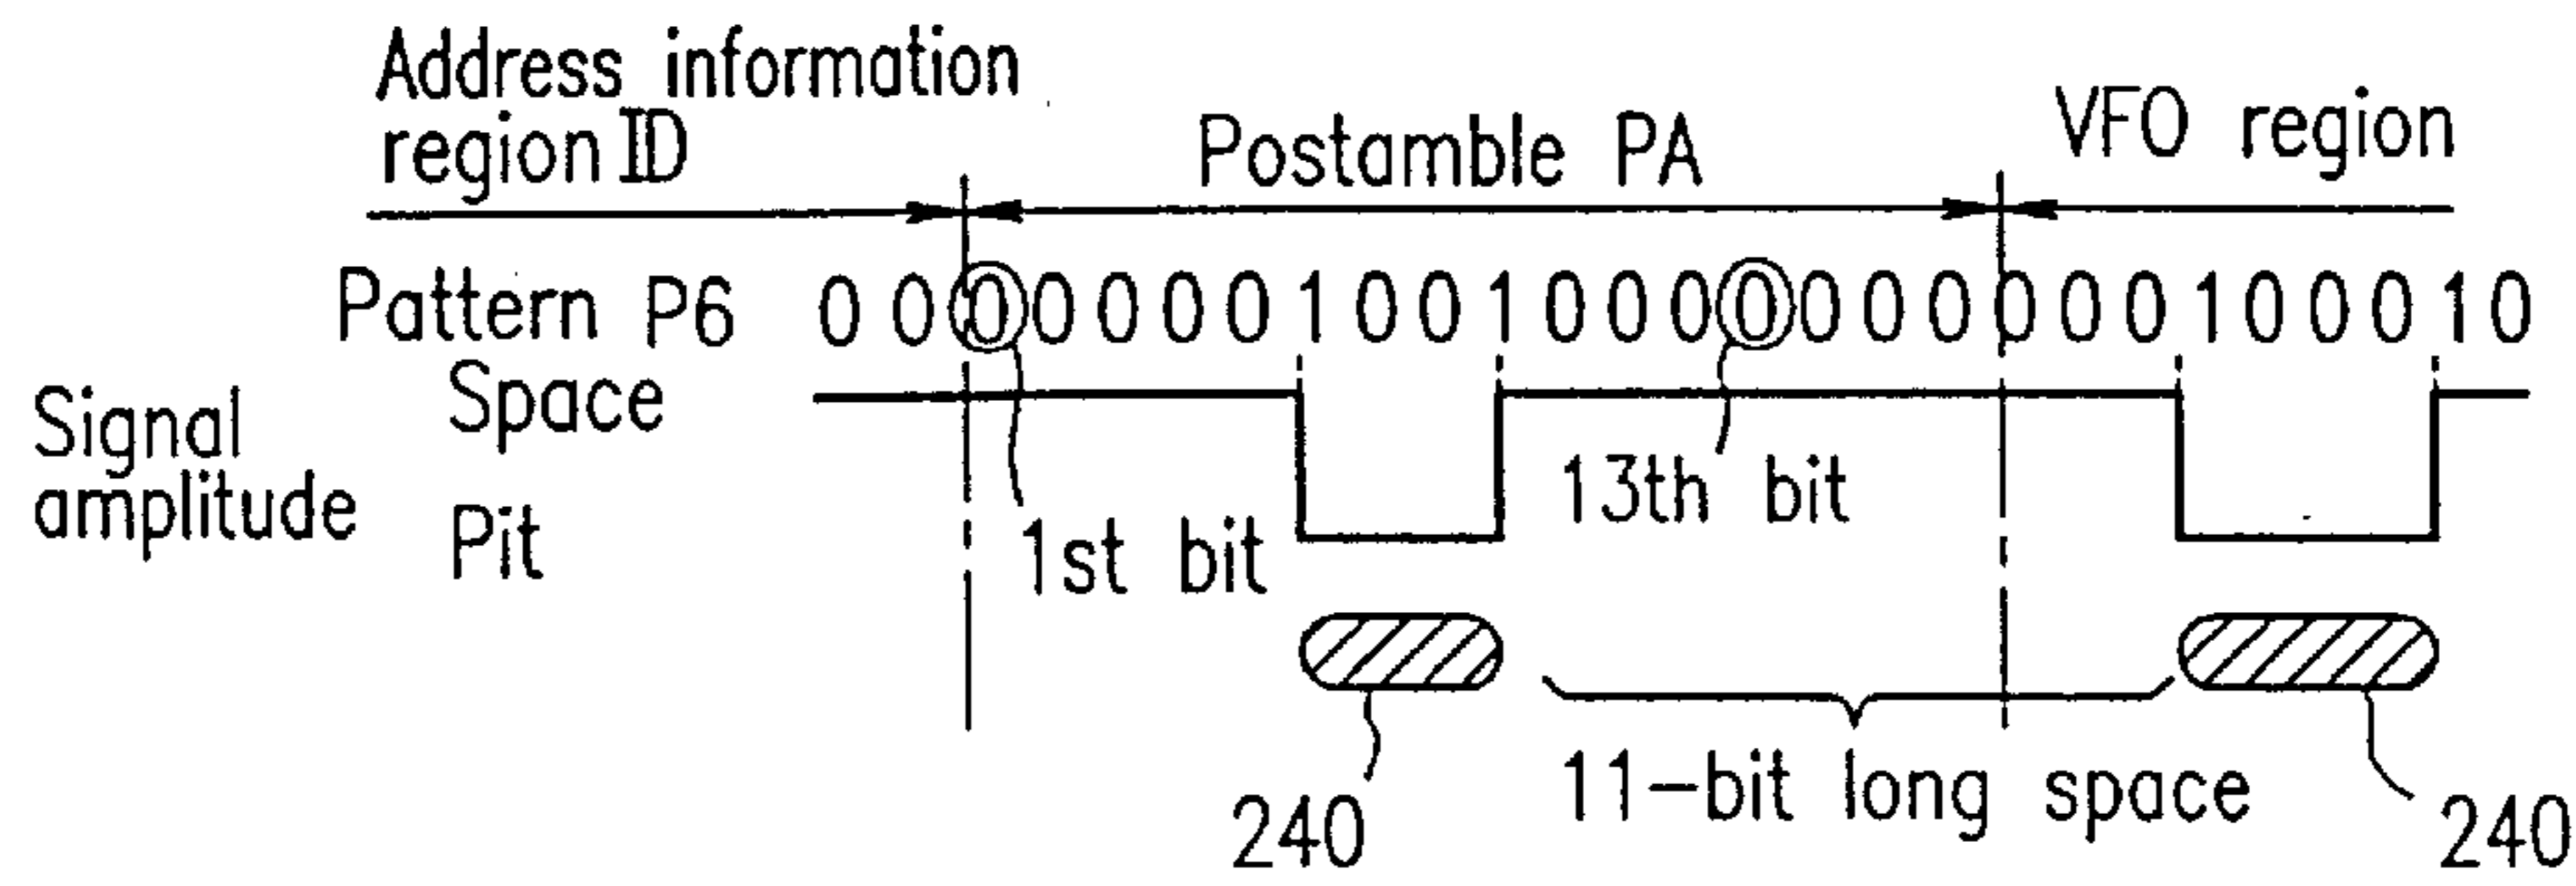 Address information
region ID
Postamble PA
VFO region
Pattern P6 0 0 0 0 0 0 0 1 0 0 1 0 0 0 0 0 0 0 0 0 0 1 0 0 0 1 0
Space
Signal
amplitude
Pit
1st bit
13th bit
11-bit long space
240
240